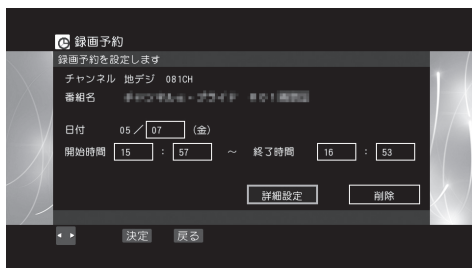 録画予約
録画予約を設定します
チャンネル 地デジ 081CH
番組名
日付 05 / 07 (金)
開始時間 15 : 57 ~ 終了時間 16 : 53
詳細設定 削除
決定 戻る